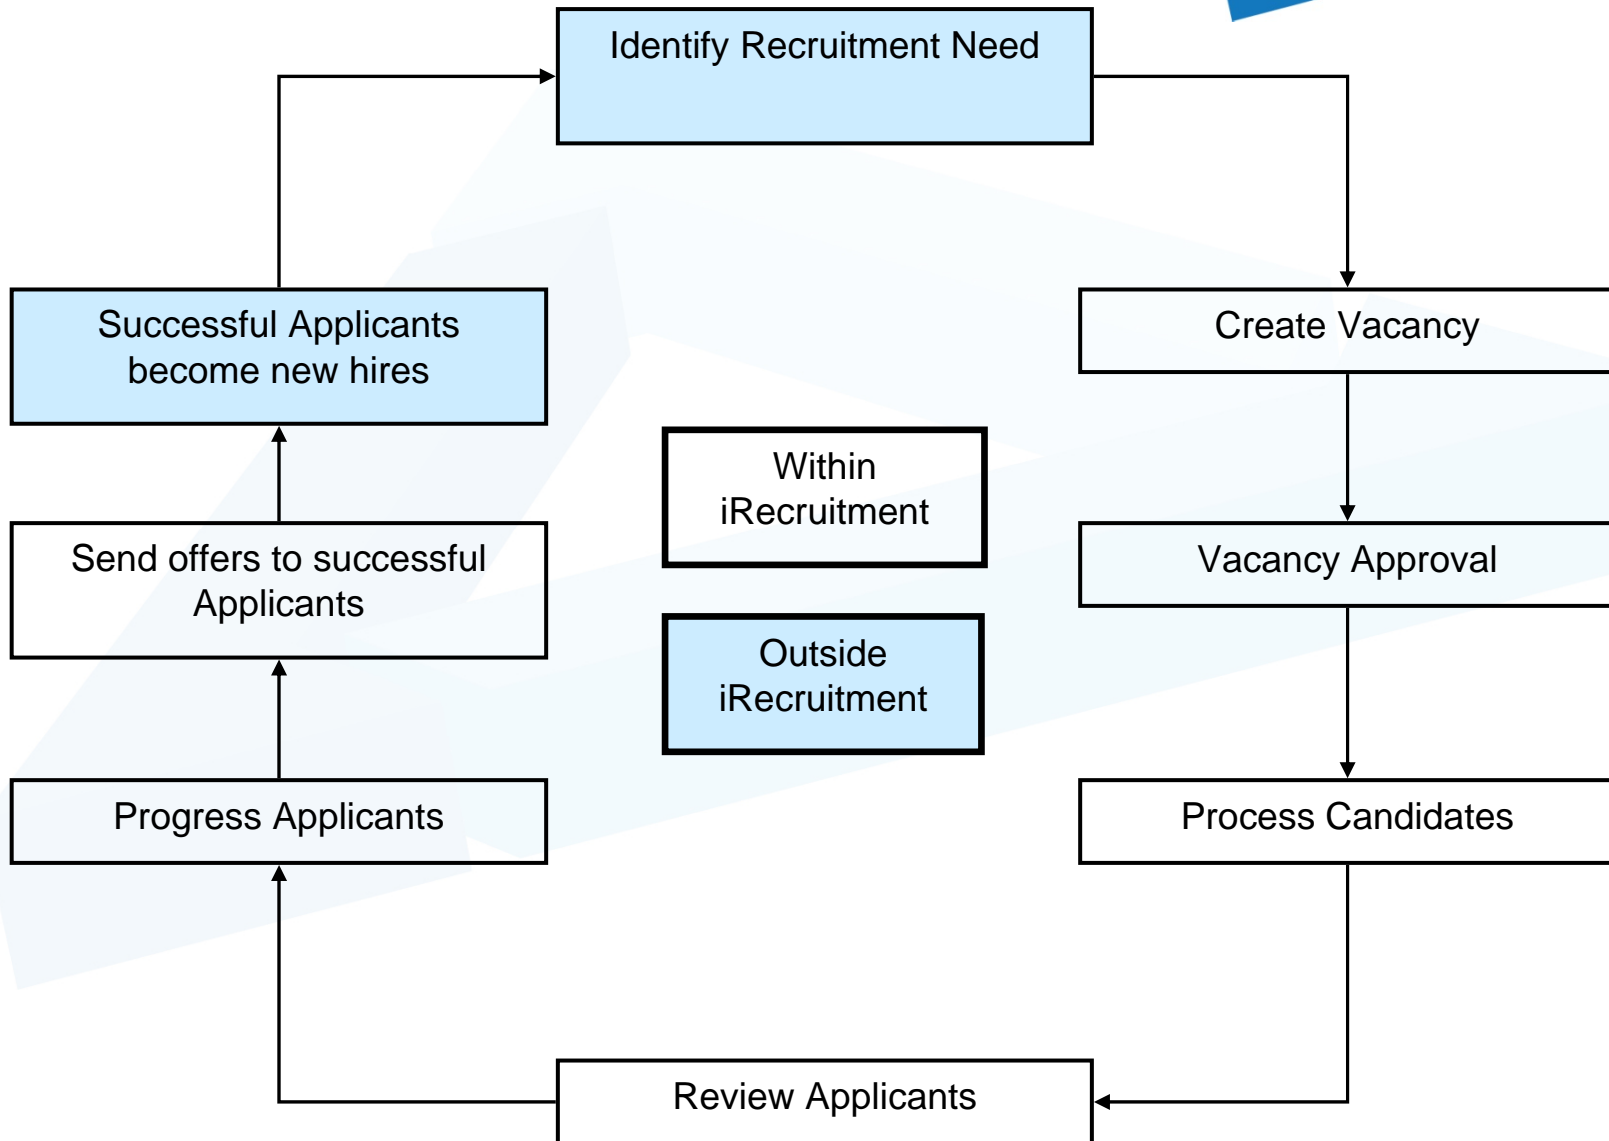 Identify Recruitment Need
Successful Applicants
become new hires
Create Vacancy
Within
iRecruitment
Send offers to successful
Applicants
Vacancy Approval
Outside
iRecruitment
Progress Applicants
Process Candidates
Review Applicants